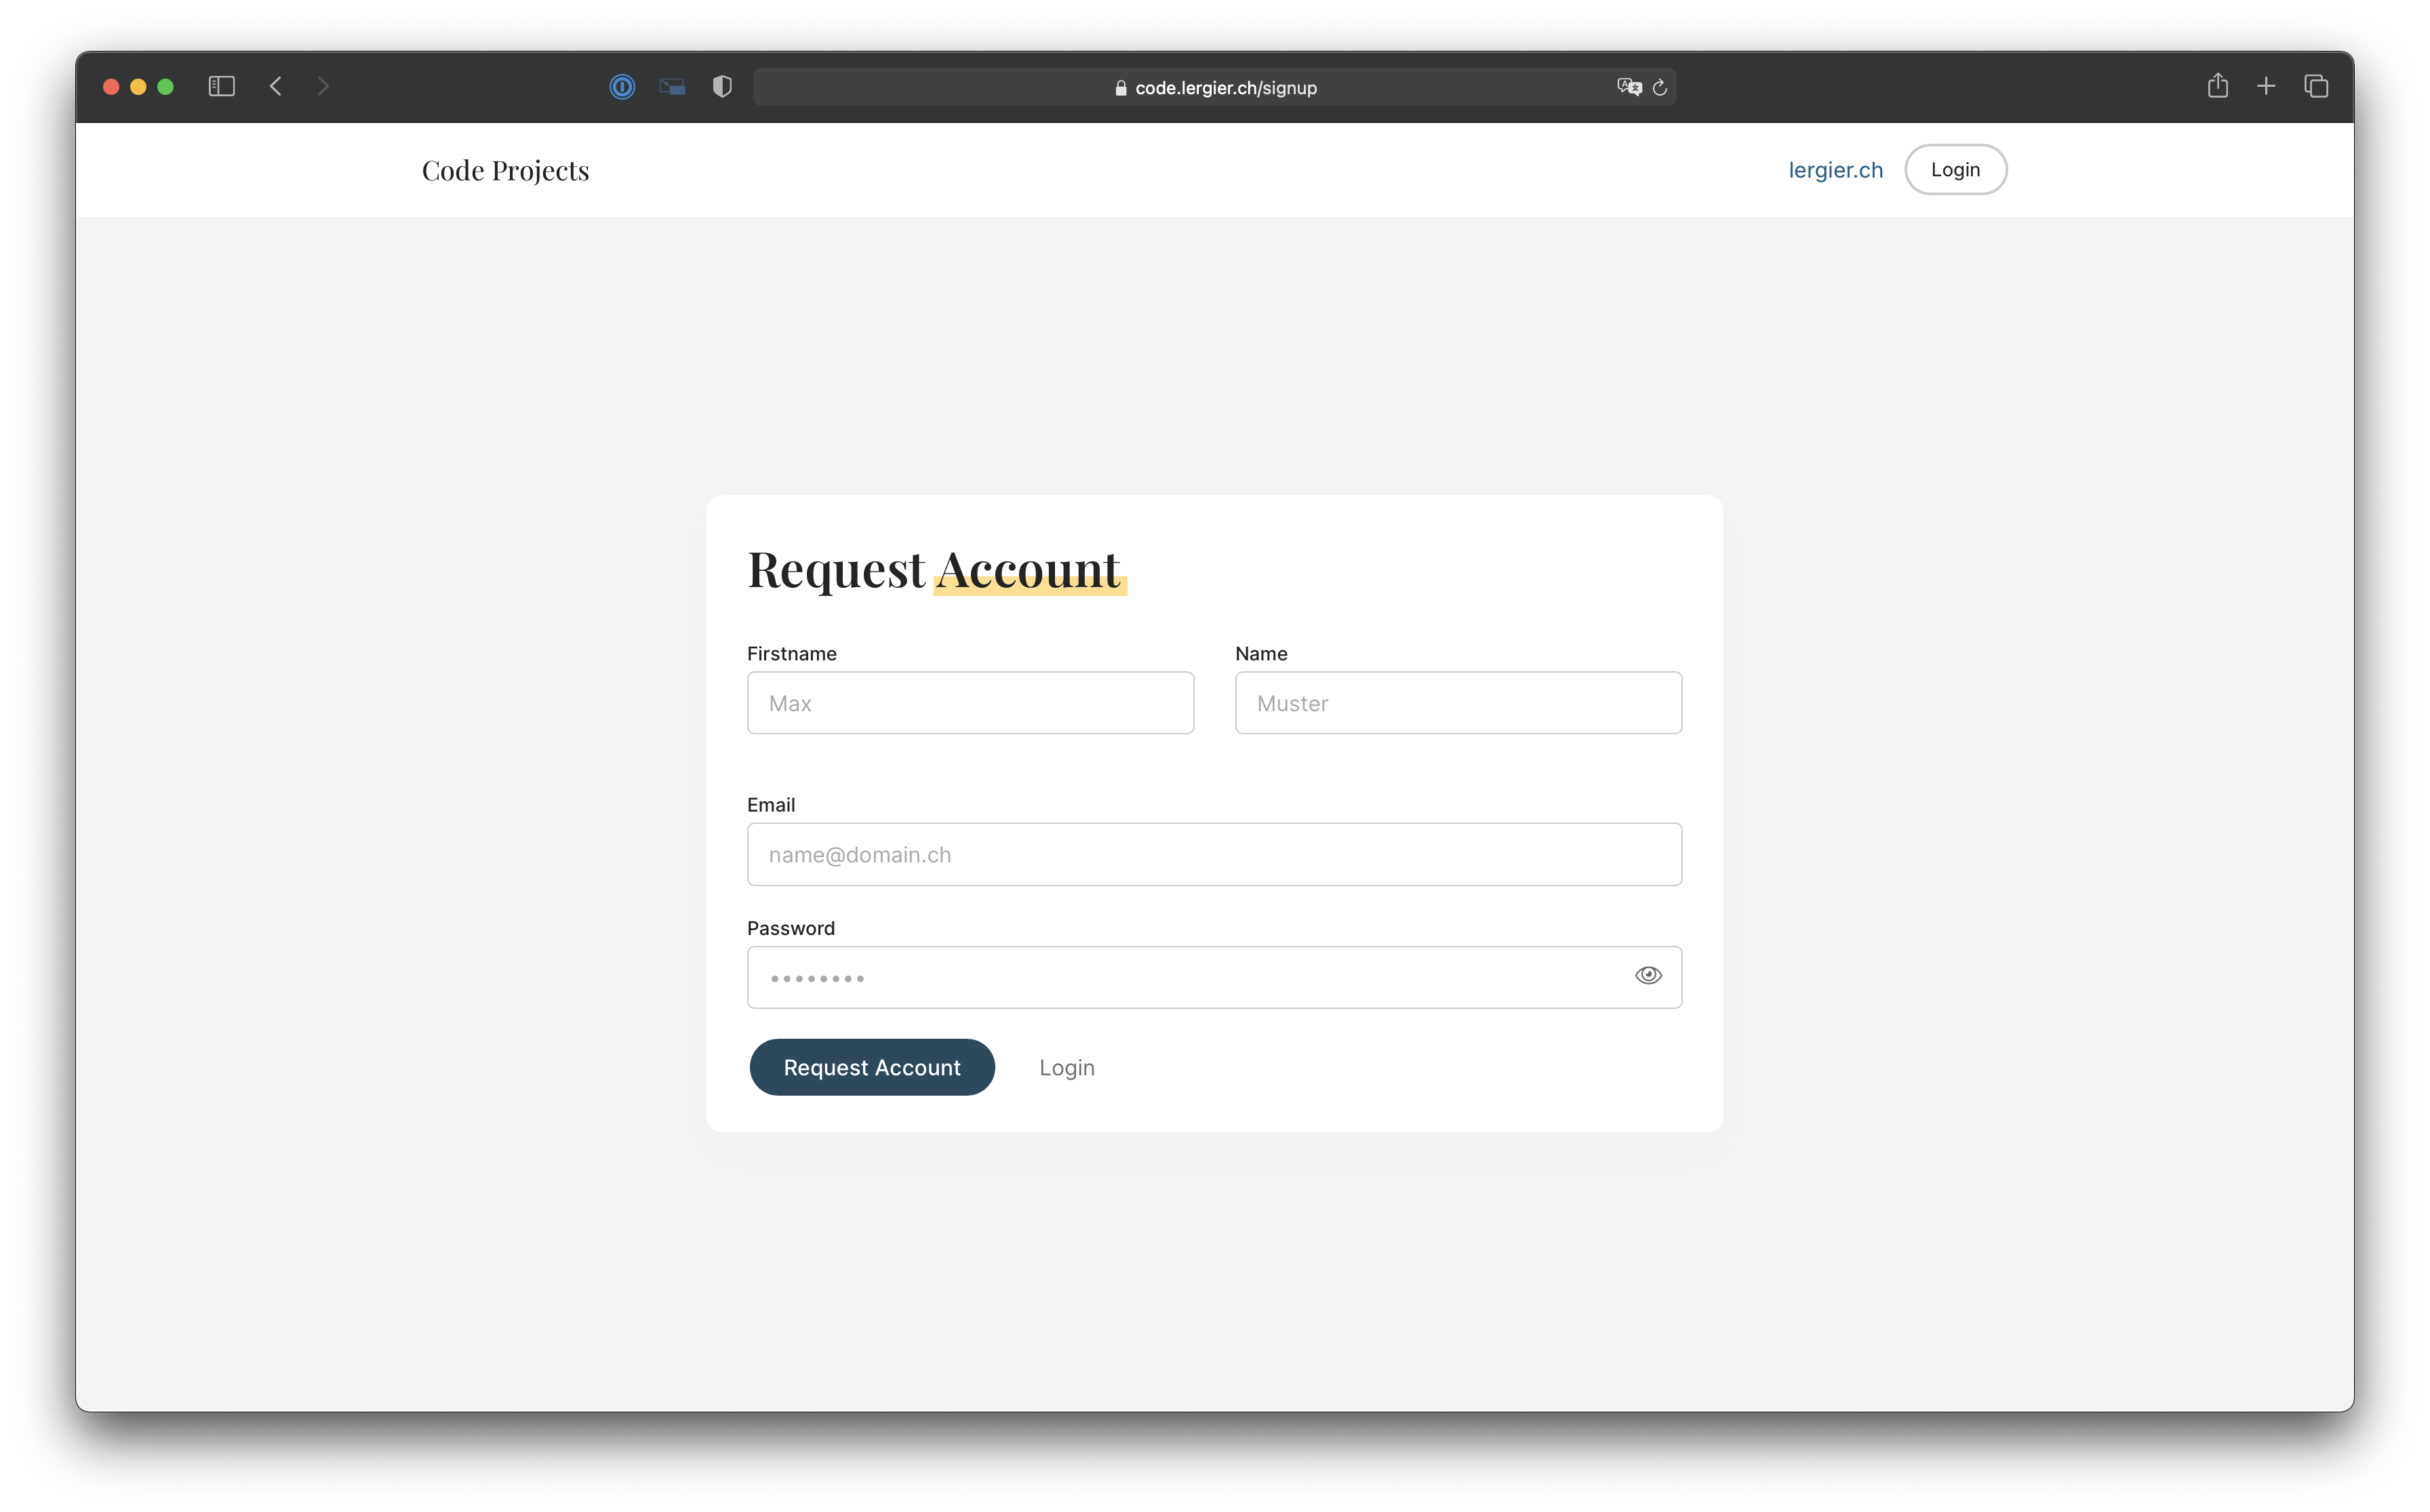 code.lergier.ch/signup
Code Projects
lergier.ch
Login
Request Account
Firstname
Name
Max
Muster
Email
name@domain.ch
Password
••••••••
Request Account
Login